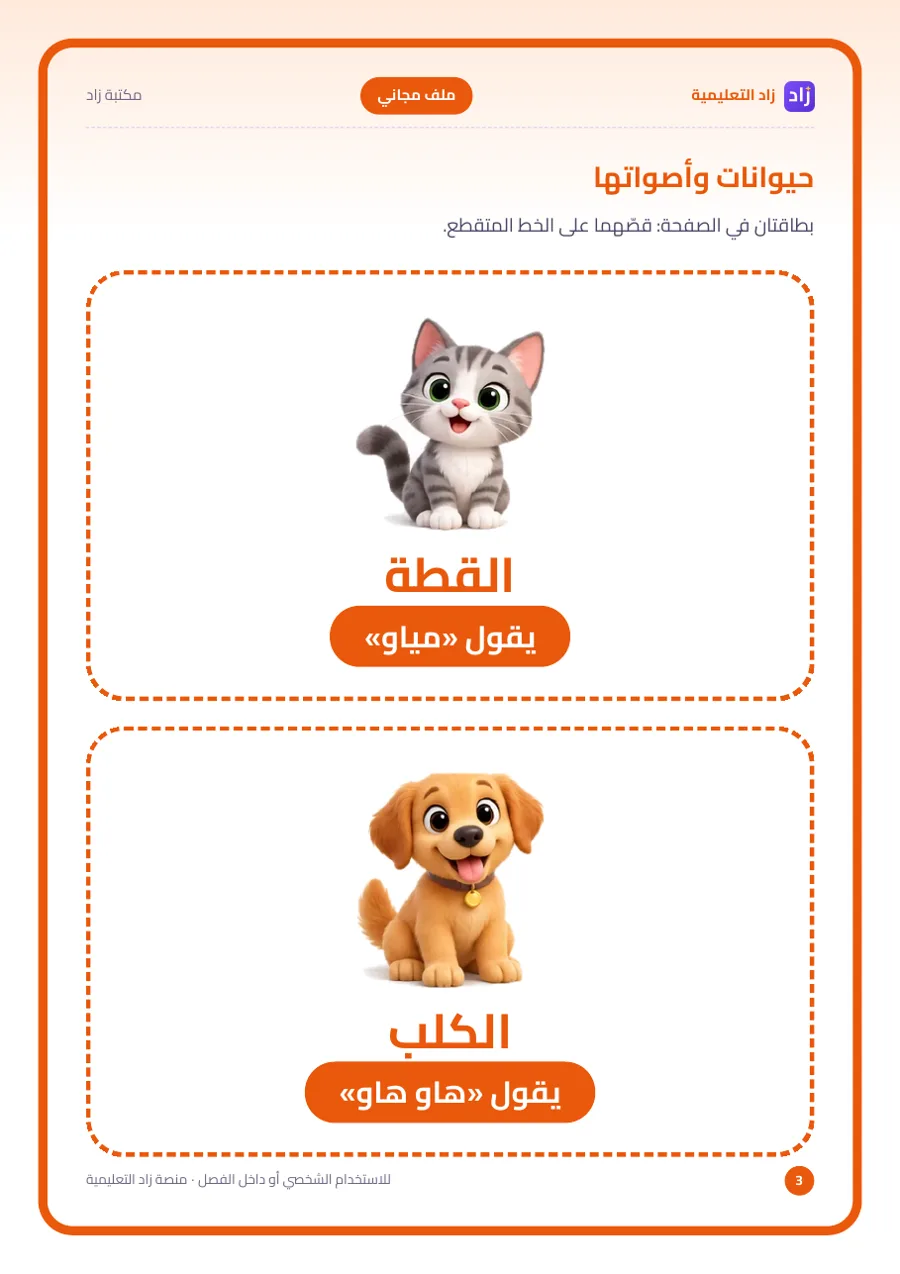 زاد
زاد التعليمية
ملف مجاني
مكتبة زاد
حيوانات وأصواتها
بطاقتان في الصفحة: قصّهما على الخط المتقطع.
القطة
يقول «مياو»
الكلب
يقول «هاو هاو»
3
للاستخدام الشخصي أو داخل الفصل · منصة زاد التعليمية